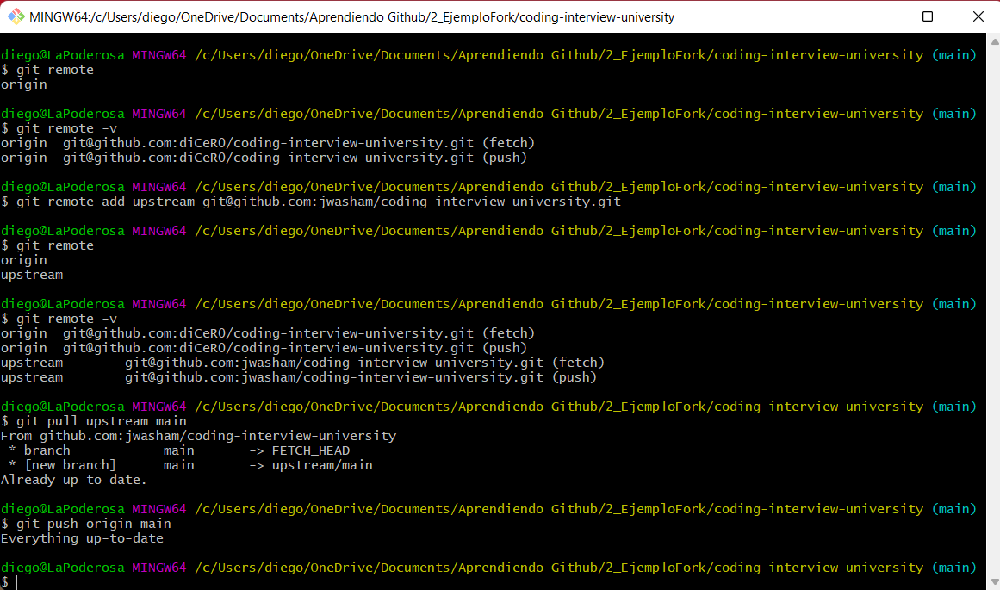 MINGW64:/c/Users/diego/OneDrive/Documents/Aprendiendo Github/2_EjemploFork/coding-interview-university
diego@LaPoderosa MINGW64 /c/Users/diego/OneDrive/Documents/Aprendiendo Github/2_EjemploFork/coding-interview-university (main)
$ git remote
origin
diego@LaPoderosa MINGW64 /c/Users/diego/OneDrive/Documents/Aprendiendo Github/2_EjemploFork/coding-interview-university (main)
$ git remote -v
origin  git@github.com:diCeR0/coding-interview-university.git (fetch)
origin  git@github.com:diCeR0/coding-interview-university.git (push)
diego@LaPoderosa MINGW64 /c/Users/diego/OneDrive/Documents/Aprendiendo Github/2_EjemploFork/coding-interview-university (main)
$ git remote add upstream git@github.com:jwasham/coding-interview-university.git
diego@LaPoderosa MINGW64 /c/Users/diego/OneDrive/Documents/Aprendiendo Github/2_EjemploFork/coding-interview-university (main)
$ git remote
origin
upstream
diego@LaPoderosa MINGW64 /c/Users/diego/OneDrive/Documents/Aprendiendo Github/2_EjemploFork/coding-interview-university (main)
$ git remote -v
origin  git@github.com:diCeR0/coding-interview-university.git (fetch)
origin  git@github.com:diCeR0/coding-interview-university.git (push)
upstream        git@github.com:jwasham/coding-interview-university.git (fetch)
upstream        git@github.com:jwasham/coding-interview-university.git (push)
diego@LaPoderosa MINGW64 /c/Users/diego/OneDrive/Documents/Aprendiendo Github/2_EjemploFork/coding-interview-university (main)
$ git pull upstream main
From github.com:jwasham/coding-interview-university
 * branch            main       -> FETCH_HEAD
 * [new branch]      main       -> upstream/main
Already up to date.
diego@LaPoderosa MINGW64 /c/Users/diego/OneDrive/Documents/Aprendiendo Github/2_EjemploFork/coding-interview-university (main)
$ git push origin main
Everything up-to-date
diego@LaPoderosa MINGW64 /c/Users/diego/OneDrive/Documents/Aprendiendo Github/2_EjemploFork/coding-interview-university (main)
$